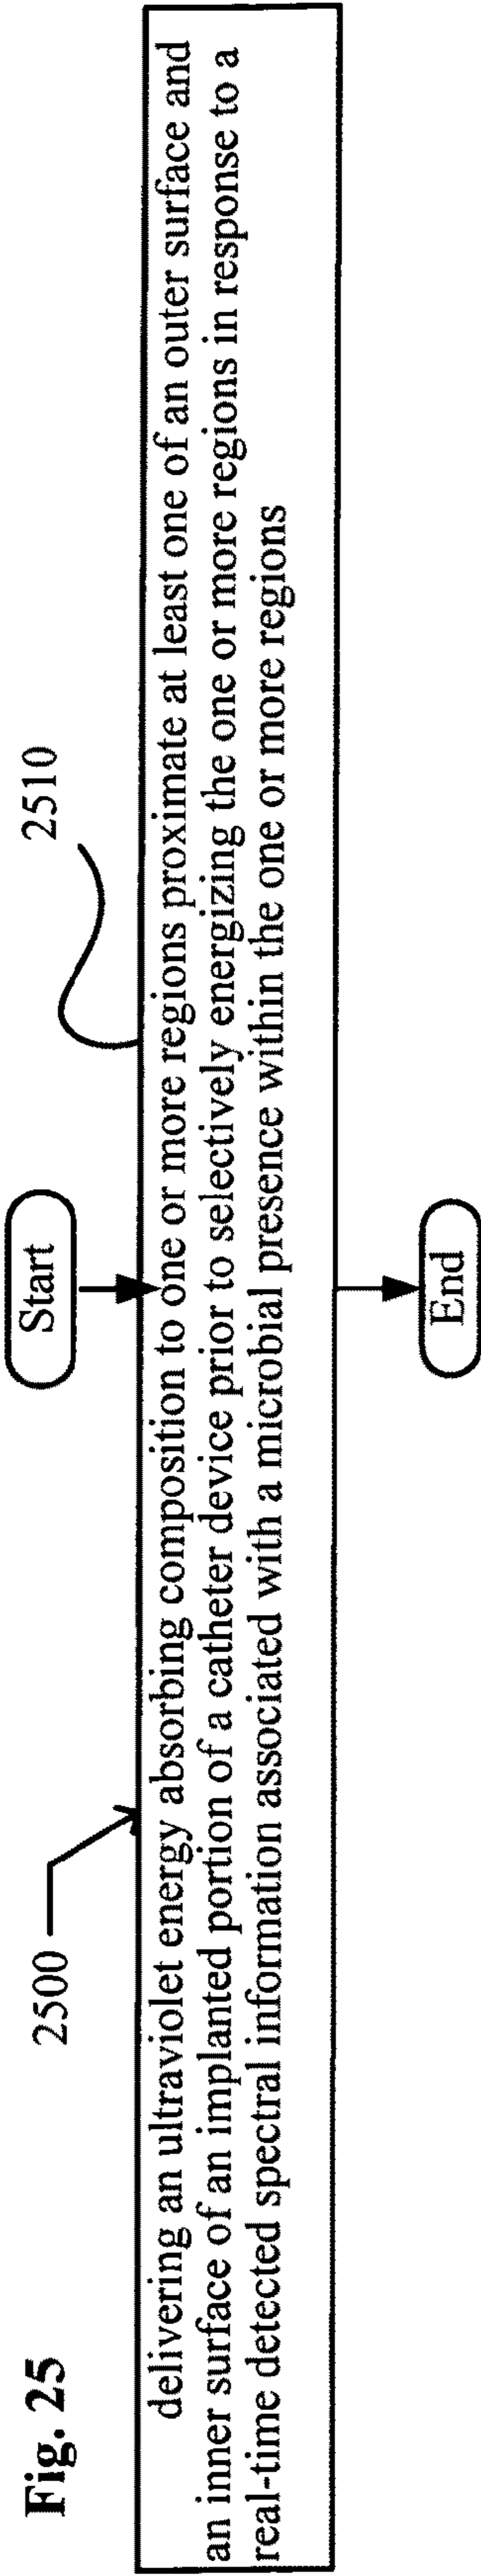 Fig. 25
2500
2510
Start
delivering an ultraviolet energy absorbing composition to one or more regions proximate at least one of an outer surface and
an inner surface of an implanted portion of a catheter device prior to selectively energizing the one or more regions in response to a
real-time detected spectral information associated with a microbial presence within the one or more regions
End